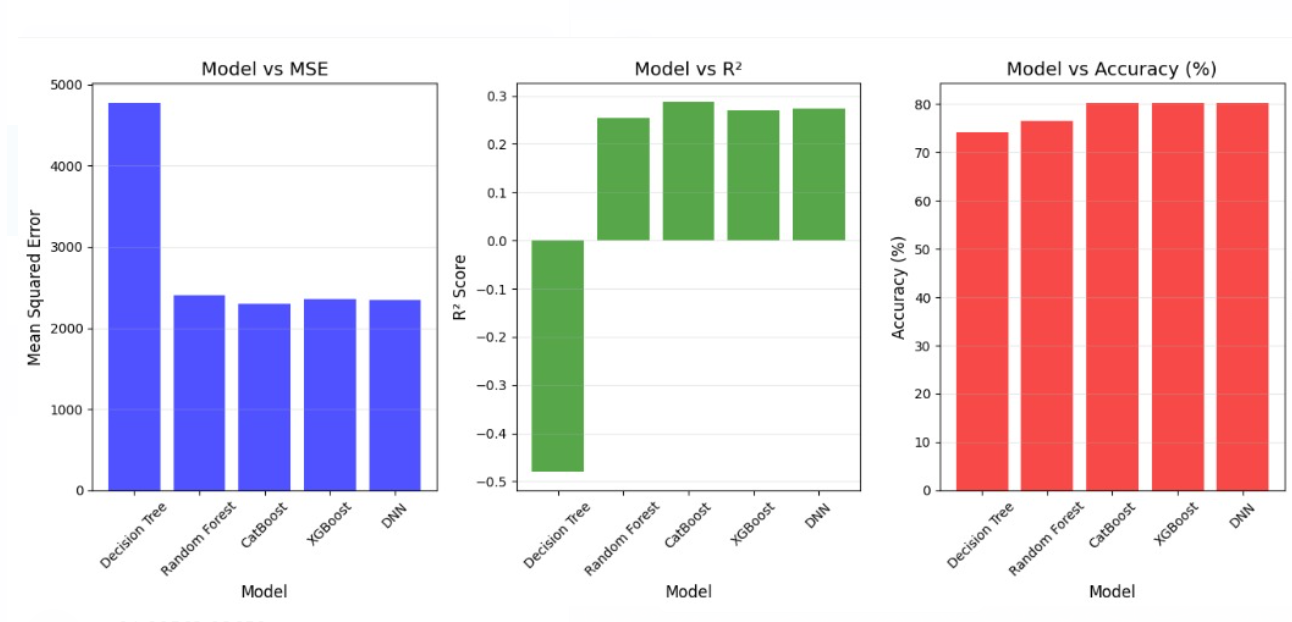 Model vs MSE
Mean Squared Error
5000
4000
3000
2000
1000
0
Decision Tree
Random Forest
CatBoost
XGBoost
DNN
Model
Model vs R²
R² Score
0.3
0.2
0.1
0.0
−0.1
−0.2
−0.3
−0.4
−0.5
Decision Tree
Random Forest
CatBoost
XGBoost
DNN
Model
Model vs Accuracy (%)
Accuracy (%)
80
70
60
50
40
30
20
10
0
Decision Tree
Random Forest
CatBoost
XGBoost
DNN
Model